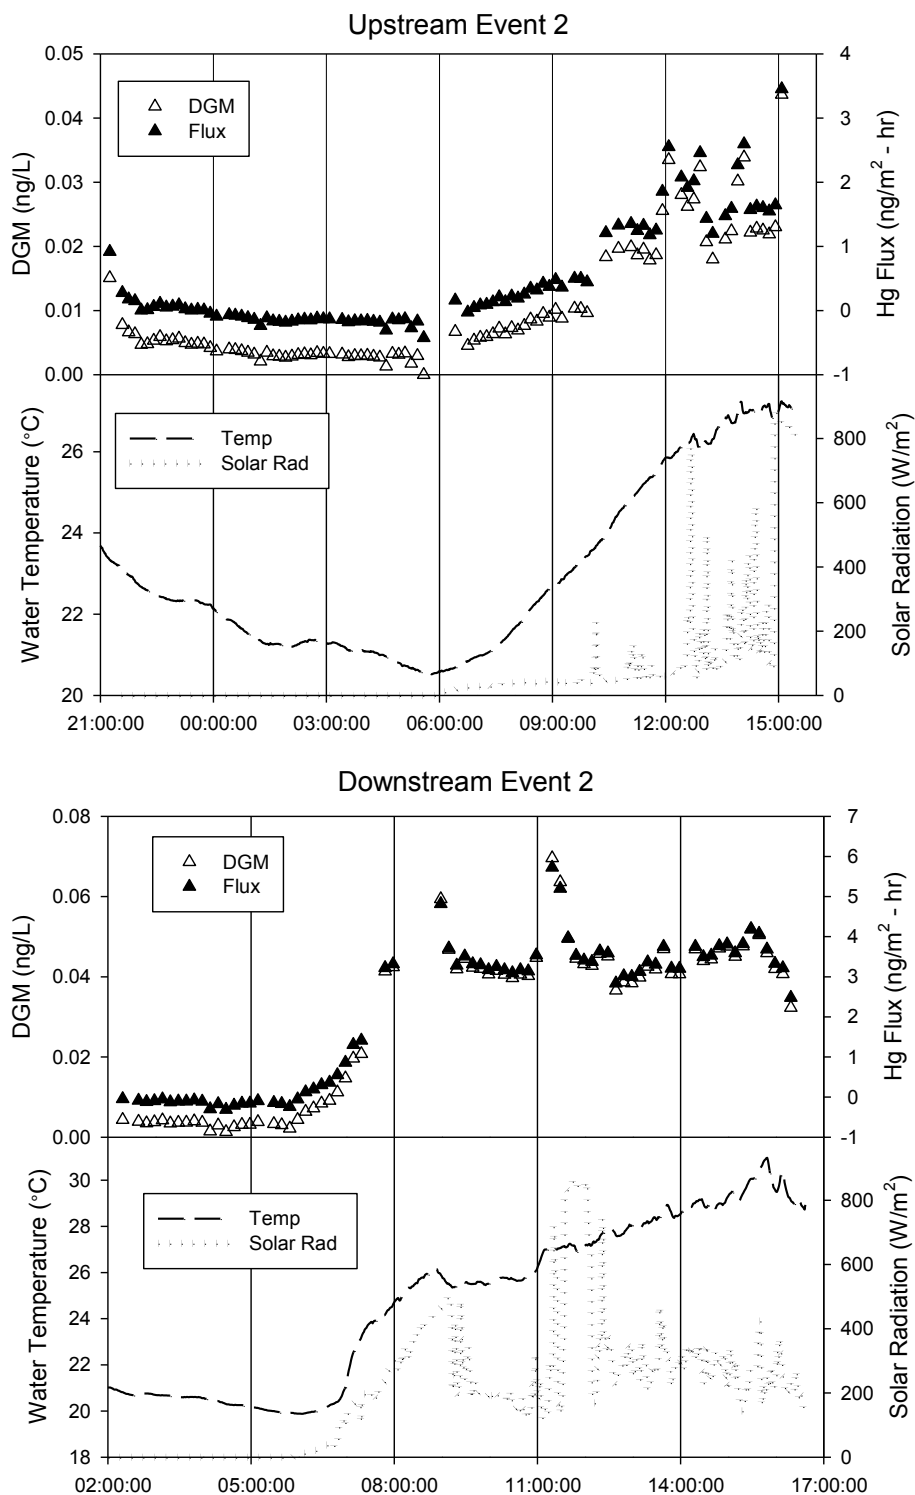 Upstream Event 2
0.05
0.04
0.03
0.02
0.01
0.00
DGM (ng/L)
DGM
Flux
4
3
2
1
0
-1
Hg Flux (ng/m² - hr)
26
24
22
20
Water Temperature (°C)
Temp
Solar Rad
800
600
400
200
0
Solar Radiation (W/m²)
21:00:00 00:00:00 03:00:00 06:00:00 09:00:00 12:00:00 15:00:00
Downstream Event 2
0.08
0.06
0.04
0.02
0.00
DGM (ng/L)
DGM
Flux
7
6
5
4
3
2
1
0
-1
Hg Flux (ng/m² - hr)
30
28
26
24
22
20
18
Water Temperature (°C)
Temp
Solar Rad
800
600
400
200
0
Solar Radiation (W/m²)
02:00:00 05:00:00 08:00:00 11:00:00 14:00:00 17:00:00